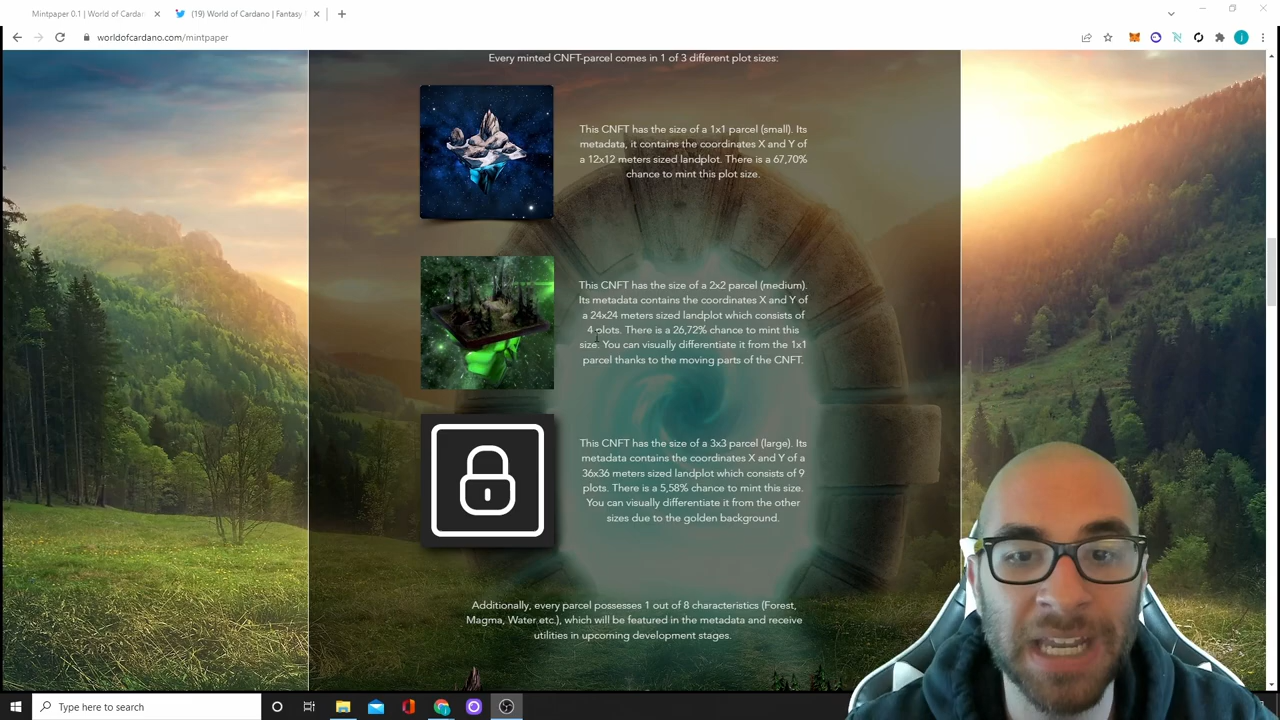 Mintpaper 0.1 | World of Cardan
(19) World of Cardano | Fantasy
worldofcardano.com/mintpaper
Every minted CNFT-parcel comes in 1 of 3 different plot sizes:
This CNFT has the size of a 1x1 parcel (small). Its
metadata, it contains the coordinates X and Y of
a 12x12 meters sized landplot. There is a 67,70%
chance to mint this plot size.
This CNFT has the size of a 2x2 parcel (medium).
Its metadata contains the coordinates X and Y of
a 24x24 meters sized landplot which consists of
4 plots. There is a 26,72% chance to mint this
size. You can visually differentiate it from the 1x1
parcel thanks to the moving parts of the CNFT.
This CNFT has the size of a 3x3 parcel (large). Its
metadata contains the coordinates X and Y of a
36x36 meters sized landplot which consists of 9
plots. There is a 5,58% chance to mint this size.
You can visually differentiate it from the other
sizes due to the golden background.
Additionally, every parcel possesses 1 out of 8 characteristics (Forest,
Magma, Water etc.), which will be featured in the metadata and receive
utilities in upcoming development stages.
Type here to search